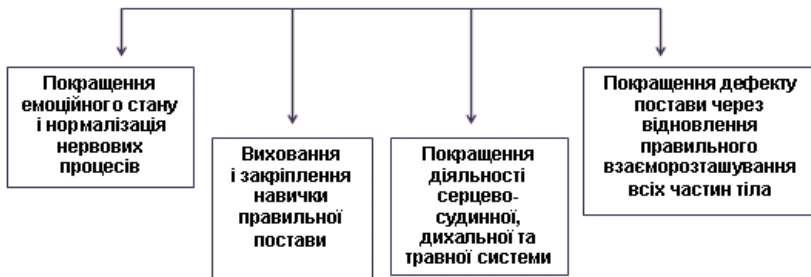 Покращення
емоційного стану
і нормалізація
нервових
процесів
Виховання
і закріплення
навички
правильної
постави
Покращення
діяльності
серцево-
судинної,
дихальної та
травної системи
Покращення дефекту
постави через
відновлення
правильного
взаєморозташування
всіх частин тіла